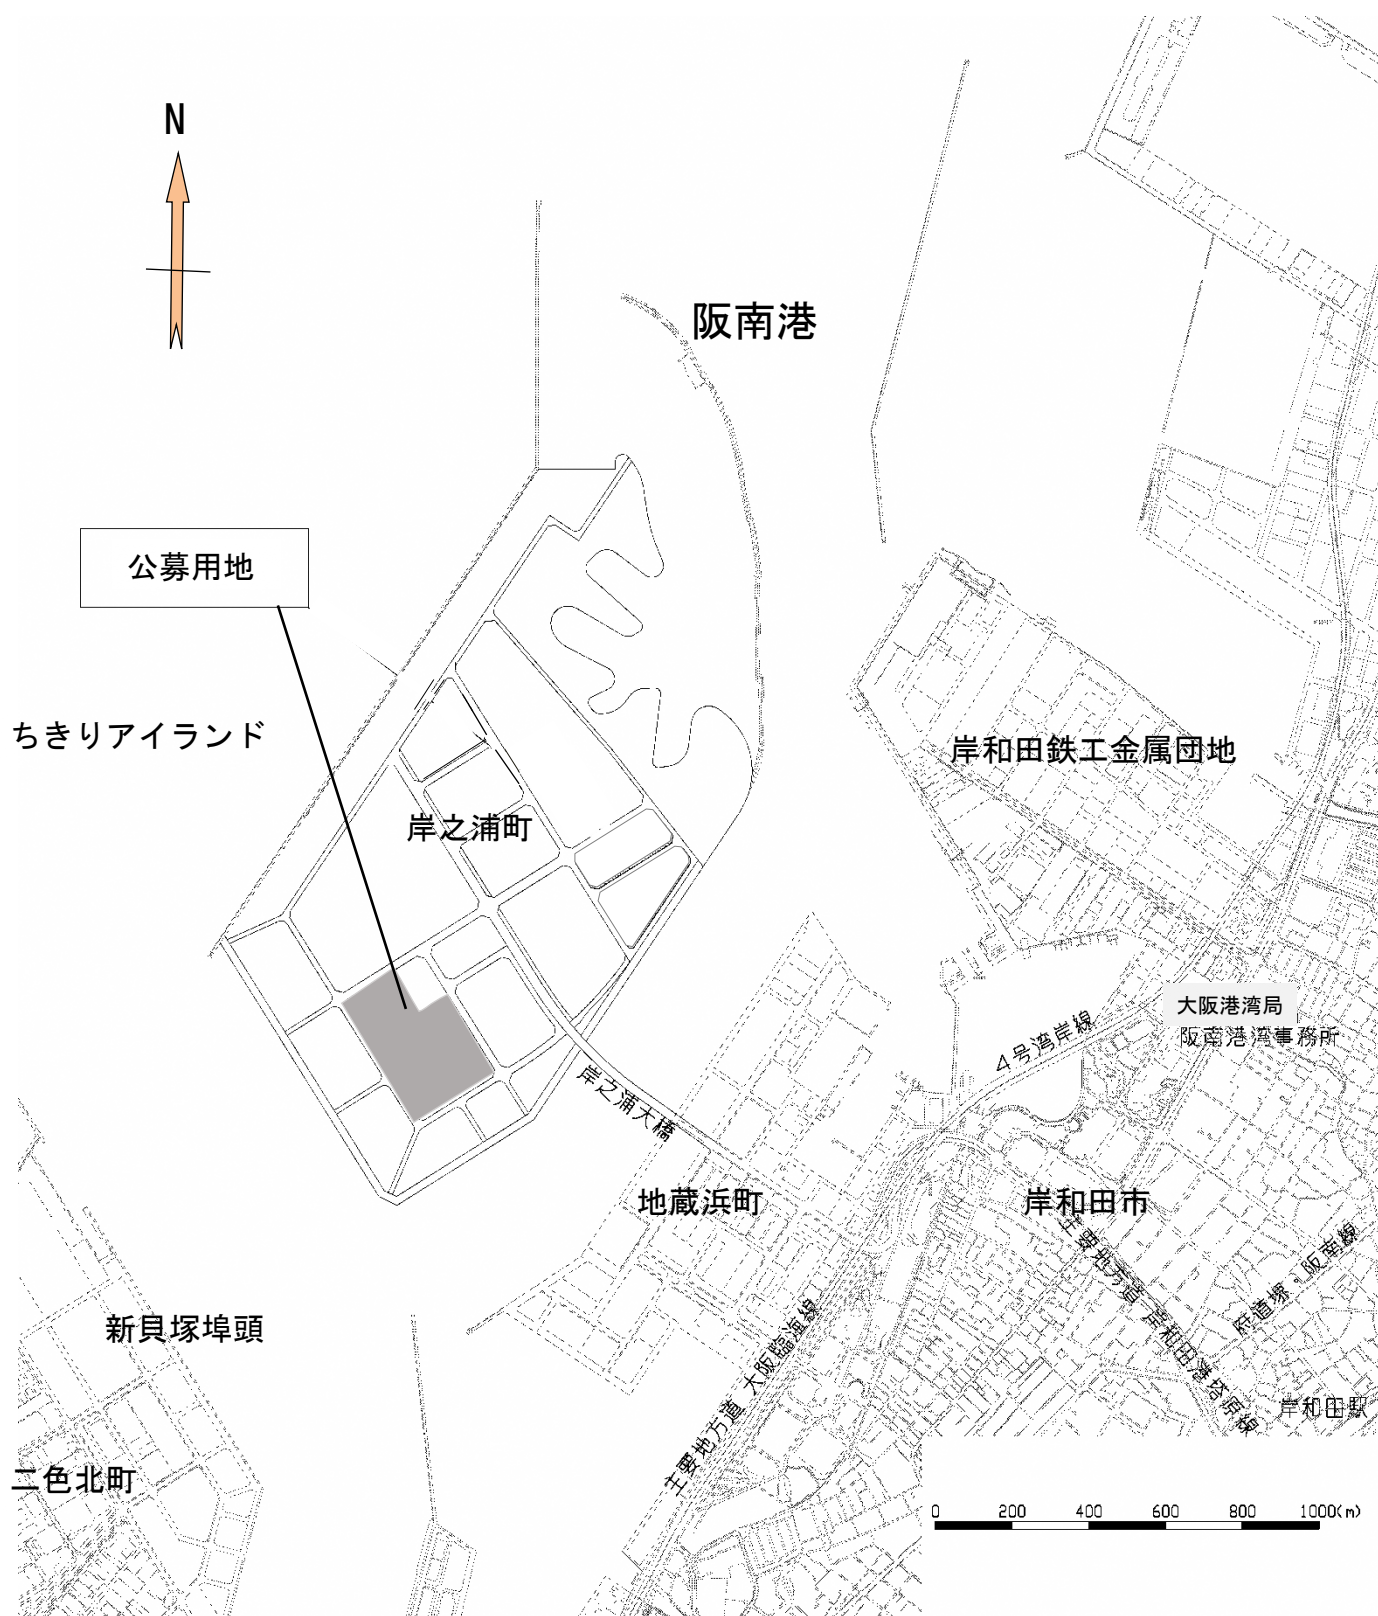 N
阪南港
公募用地
ちきりアイランド
岸和田鉄工金属団地
岸之浦町
大阪港湾局
阪南港湾事務所
4号湾岸線
岸之浦大橋
地蔵浜町
岸和田市
主要地方道 岸和田港塔原線
府道堺・阪南線
新貝塚埠頭
主要地方道 大阪臨海線
岸和田駅
二色北町
0 200 400 600 800 1000(m)